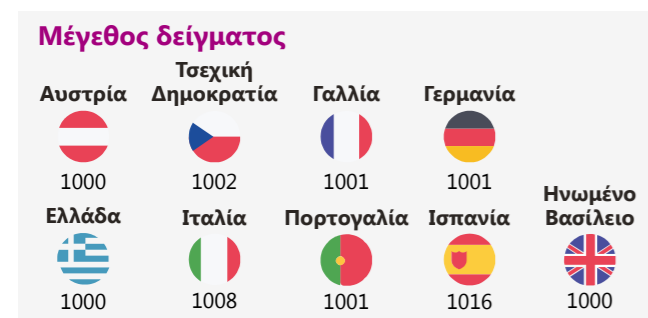 Μέγεθος δείγματος
Τσεχική
Αυστρία Δημοκρατία Γαλλία Γερμανία
1000 1002 1001 1001
Ηνωμένο
Ελλάδα Ιταλία Πορτογαλία Ισπανία Βασίλειο
1000 1008 1001 1016 1000